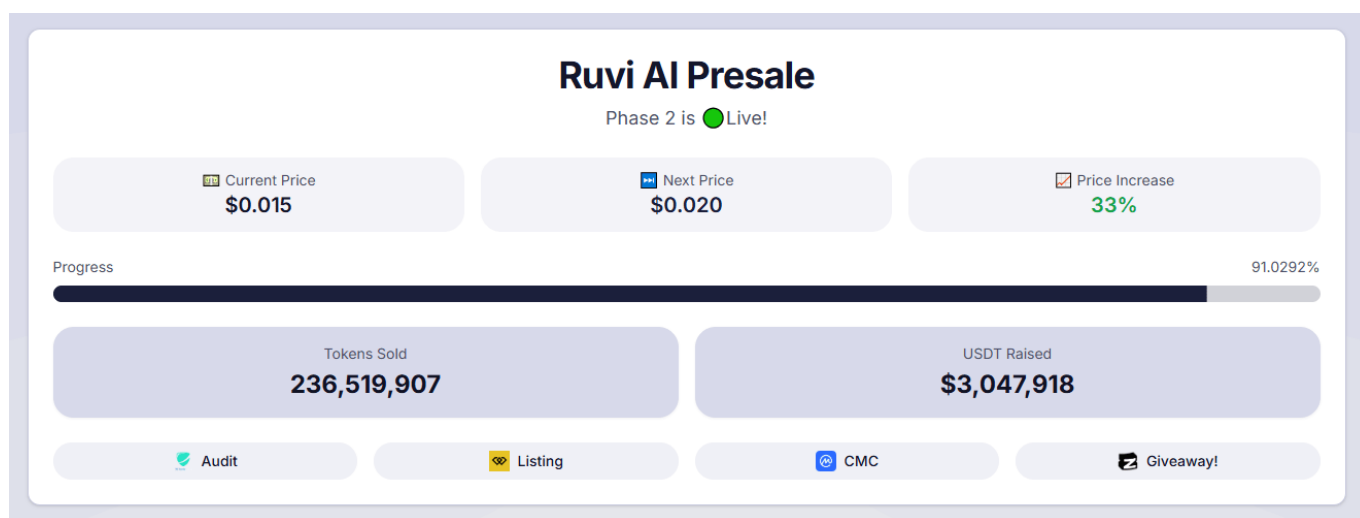 Ruvi AI Presale
Phase 2 is 🟢Live!
Current Price
$0.015
Next Price
$0.020
Price Increase
33%
Progress
91.0292%
Tokens Sold
236,519,907
USDT Raised
$3,047,918
Audit
Listing
CMC
Giveaway!